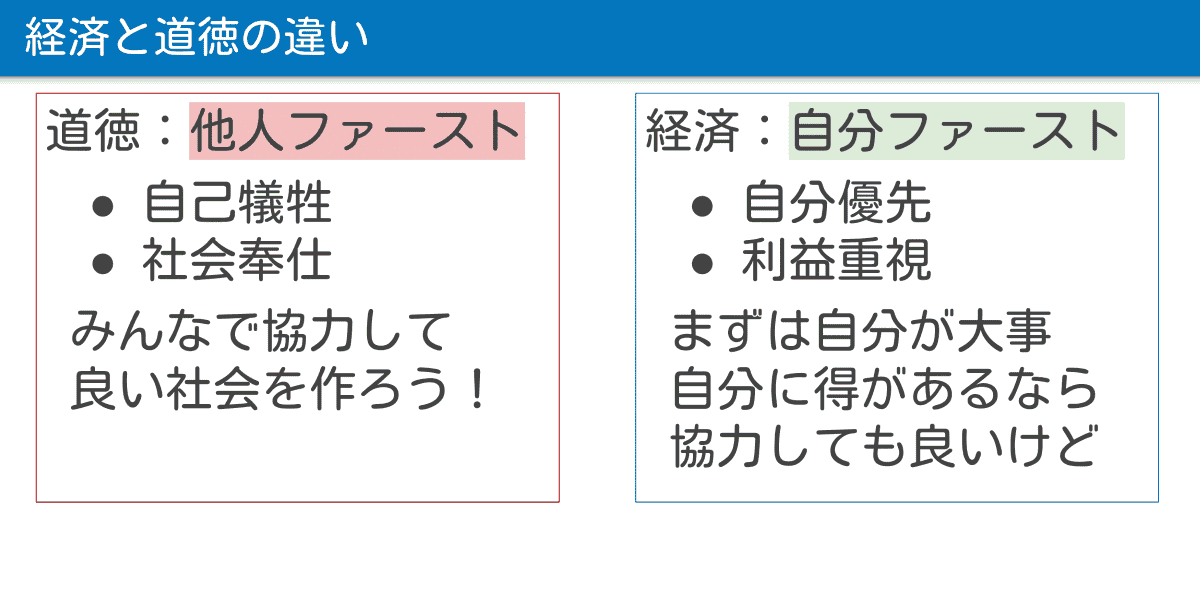 経済と道徳の違い
道徳：他人ファースト
● 自己犠牲
● 社会奉仕
みんなで協力して
良い社会を作ろう！
経済：自分ファースト
● 自分優先
● 利益重視
まずは自分が大事
自分に得があるなら
協力しても良いけど